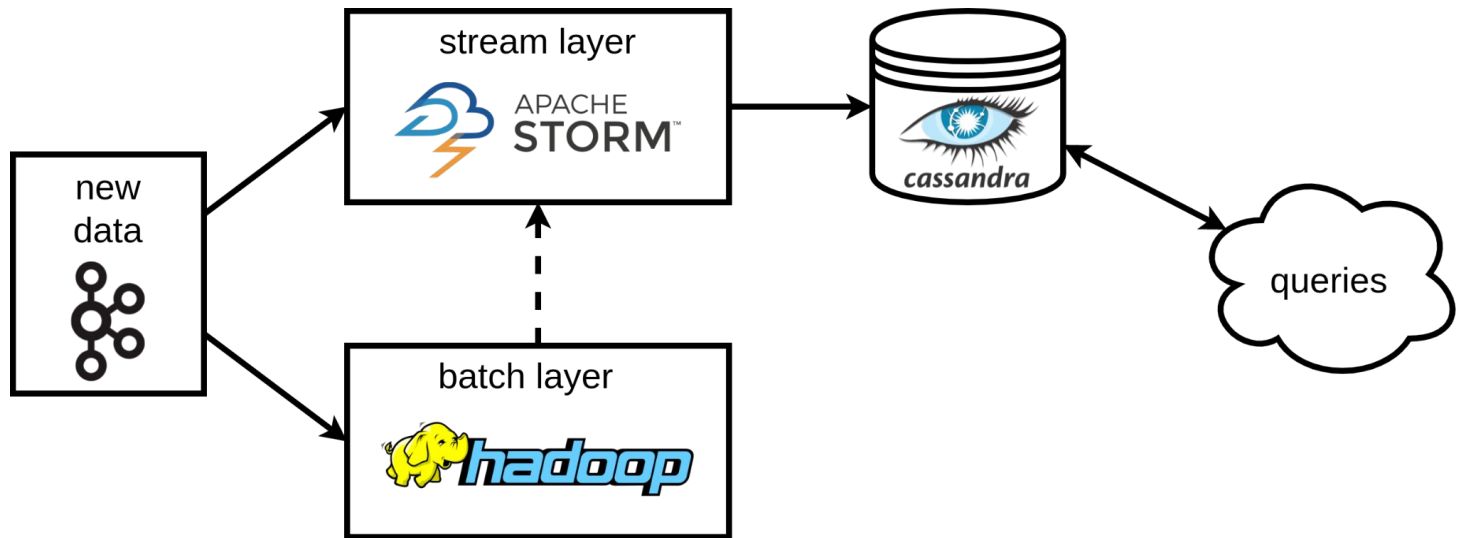 new
data
stream layer
APACHE
STORM™
batch layer
hadoop
cassandra
queries